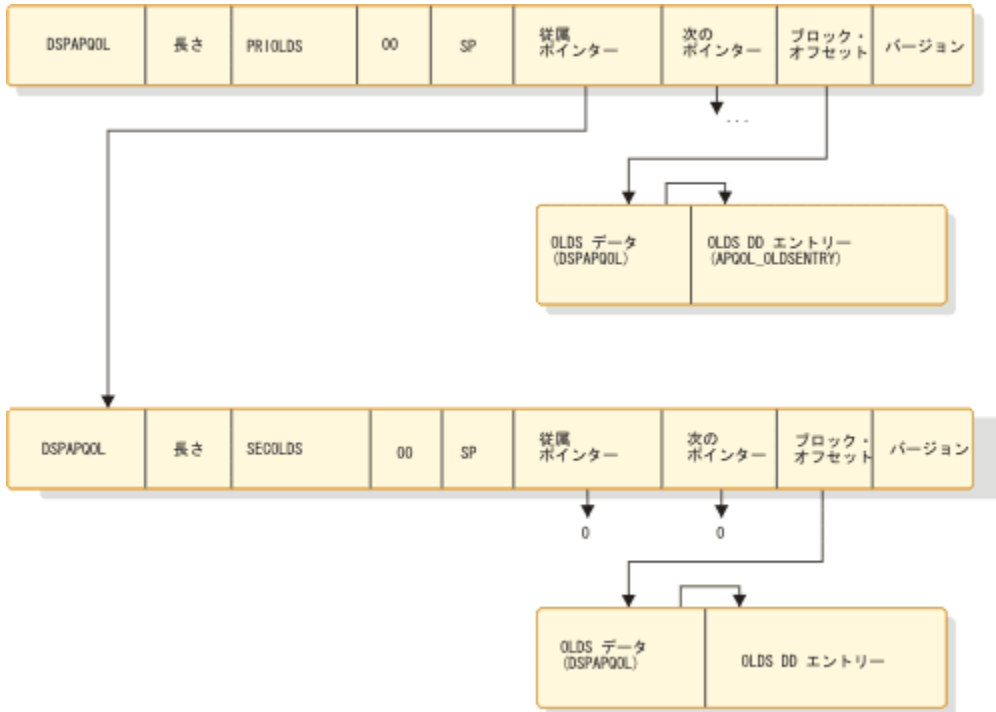 DSPAPQOL
長さ
PRIOLDS
00
SP
従属
ポインター
次の
ポインター
ブロック・
オフセット
バージョン
...
OLDS データ
(DSPAPQOL)
OLDS DD エントリー
(APQOL_OLDSENTRY)
DSPAPQOL
長さ
SECOLDS
00
SP
従属
ポインター
次の
ポインター
ブロック・
オフセット
バージョン
0
0
OLDS データ
(DSPAPQOL)
OLDS DD エントリー